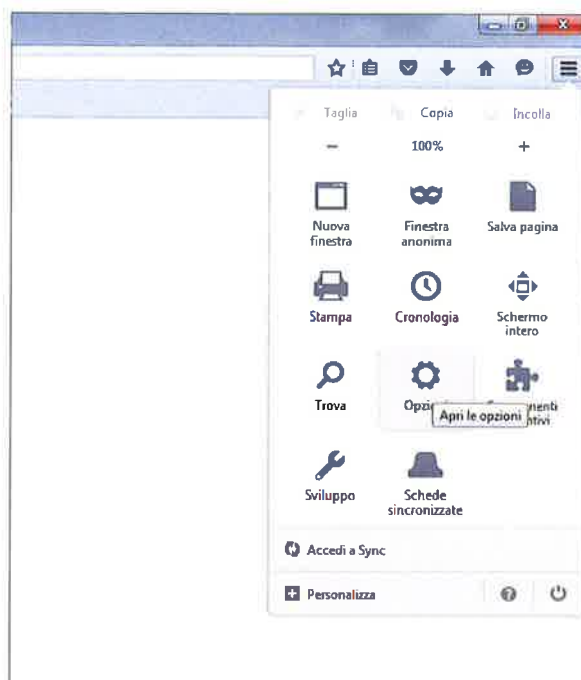 Taglia Copia Incolla
− 100% +
Nuova finestra
Finestra anonima
Salva pagina
Stampa
Cronologia
Schermo intero
Trova
Apri le opzioni
Sviluppo
Schede sincronizzate
Accedi a Sync
Personalizza